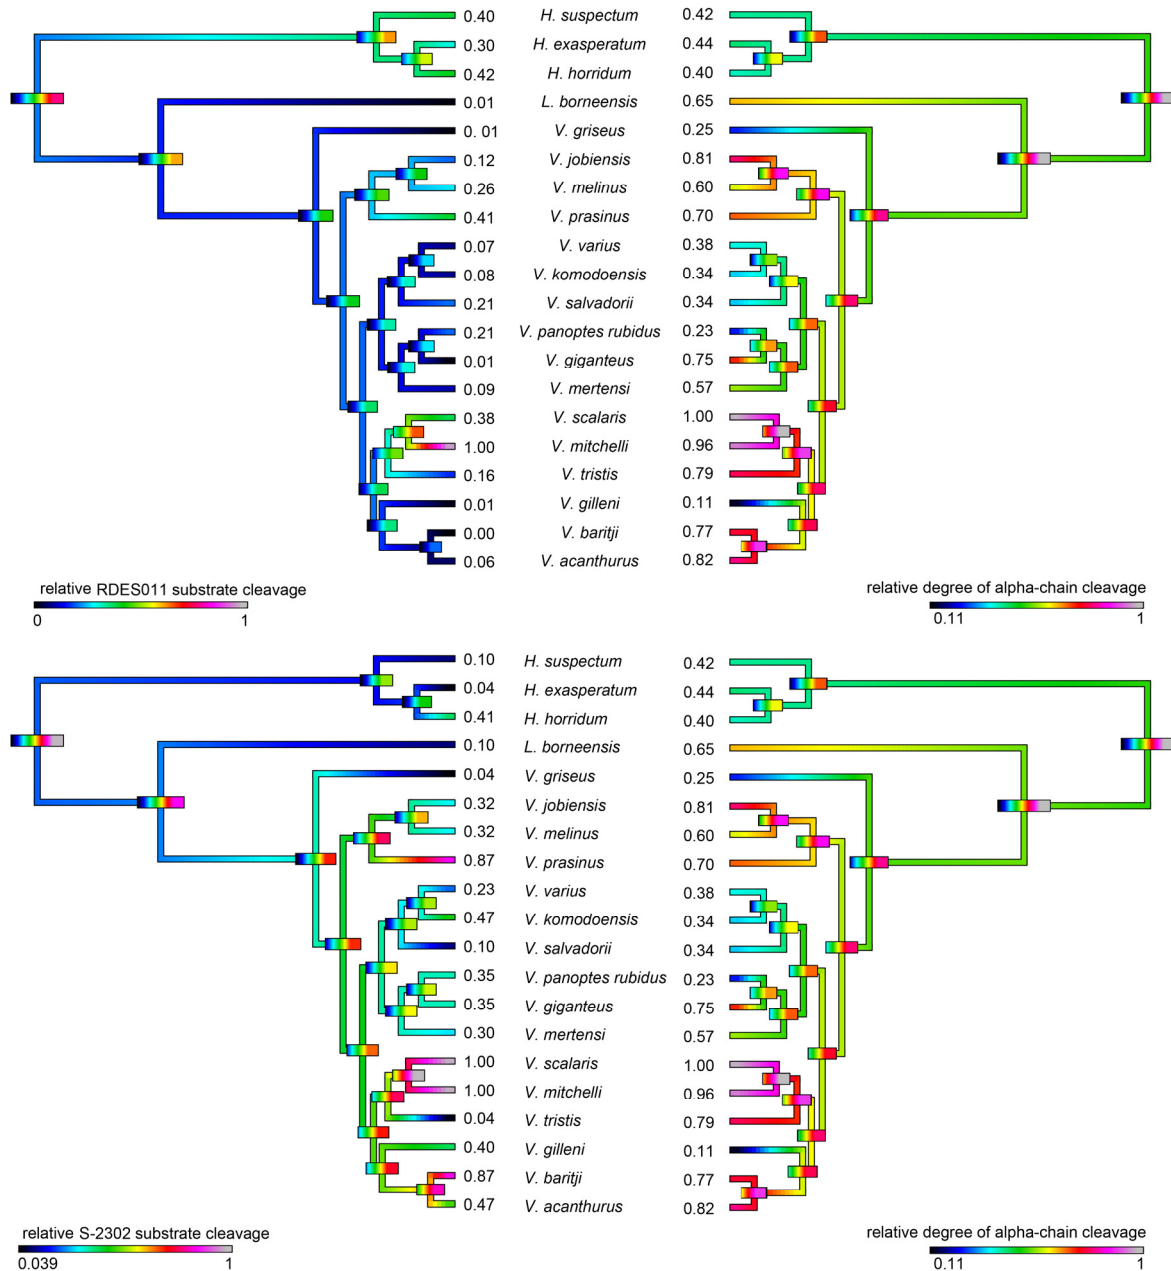 0.40 H. suspectum 0.42
0.30 H. exasperatum 0.44
0.42 H. horridum 0.40
0.01 L. borneensis 0.65
0. 01 V. griseus 0.25
0.12 V. jobiensis 0.81
0.26 V. melinus 0.60
0.41 V. prasinus 0.70
0.07 V. varius 0.38
0.08 V. komodoensis 0.34
0.21 V. salvadorii 0.34
0.21 V. panoptes rubidus 0.23
0.01 V. giganteus 0.75
0.09 V. mertensi 0.57
0.38 V. scalaris 1.00
1.00 V. mitchelli 0.96
0.16 V. tristis 0.79
0.01 V. gilleni 0.11
0.00 V. baritji 0.77
0.06 V. acanthurus 0.82
relative RDES011 substrate cleavage relative degree of alpha-chain cleavage
0 1 0.11 1
0.10 H. suspectum 0.42
0.04 H. exasperatum 0.44
0.41 H. horridum 0.40
0.10 L. borneensis 0.65
0.04 V. griseus 0.25
0.32 V. jobiensis 0.81
0.32 V. melinus 0.60
0.87 V. prasinus 0.70
0.23 V. varius 0.38
0.47 V. komodoensis 0.34
0.10 V. salvadorii 0.34
0.35 V. panoptes rubidus 0.23
0.35 V. giganteus 0.75
0.30 V. mertensi 0.57
1.00 V. scalaris 1.00
1.00 V. mitchelli 0.96
0.04 V. tristis 0.79
0.40 V. gilleni 0.11
0.87 V. baritji 0.77
0.47 V. acanthurus 0.82
relative S-2302 substrate cleavage relative degree of alpha-chain cleavage
0.039 1 0.11 1